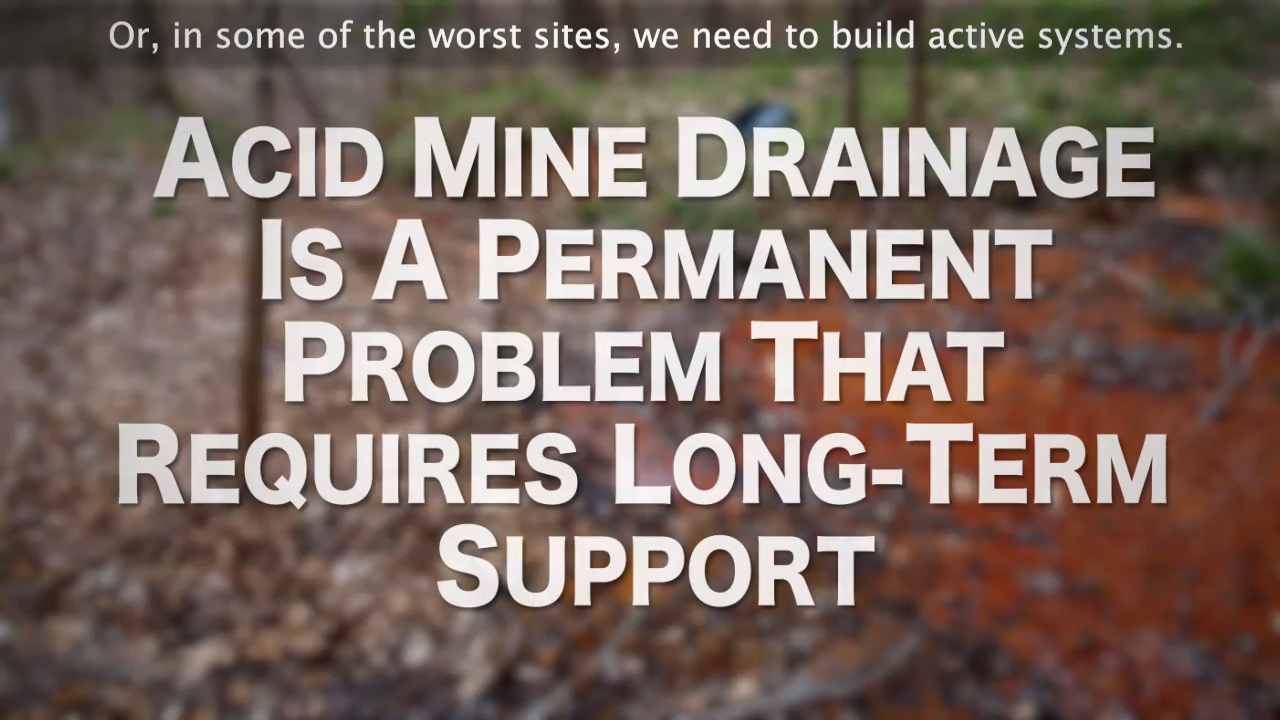 Or, in some of the worst sites, we need to build active systems.
ACID MINE DRAINAGE
IS A PERMANENT
PROBLEM THAT
REQUIRES LONG-TERM
SUPPORT